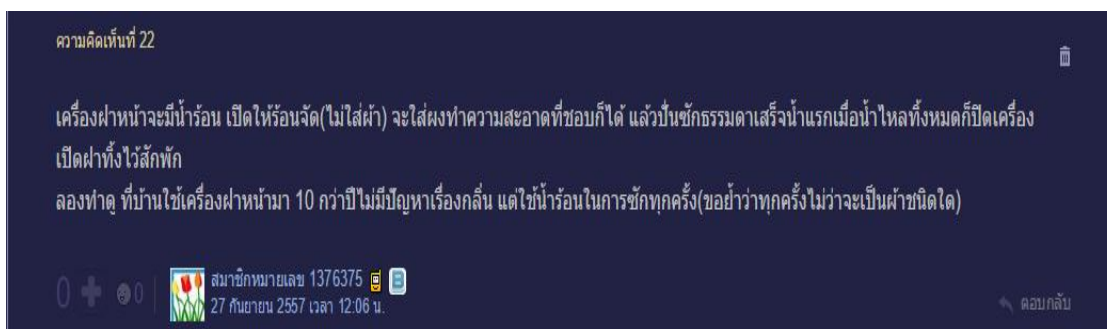 ความคิดเห็นที่ 22
เครื่องฝาหน้าจะมีน้ำร้อน เปิดให้ร้อนจัด(ไม่ใส่ผ้า) จะใส่ผงทำความสะอาดที่ชอบก็ได้ แล้วปั่นซักธรรมดาเสร็จน้ำแรกเมื่อน้ำไหลทิ้งหมดก็ปิดเครื่อง
เปิดฝาทิ้งไว้สักพัก
ลองทำดู ที่บ้านใช้เครื่องฝาหน้ามา 10 กว่าปีไม่มีปัญหาเรื่องกลิ่น แต่ใช้น้ำร้อนในการซักทุกครั้ง(ขอย้ำว่าทุกครั้งไม่ว่าจะเป็นผ้าชนิดใด)
0 0
สมาชิกหมายเลข 1376375 B
27 กันยายน 2557 เวลา 12:06 น.
ตอบกลับ